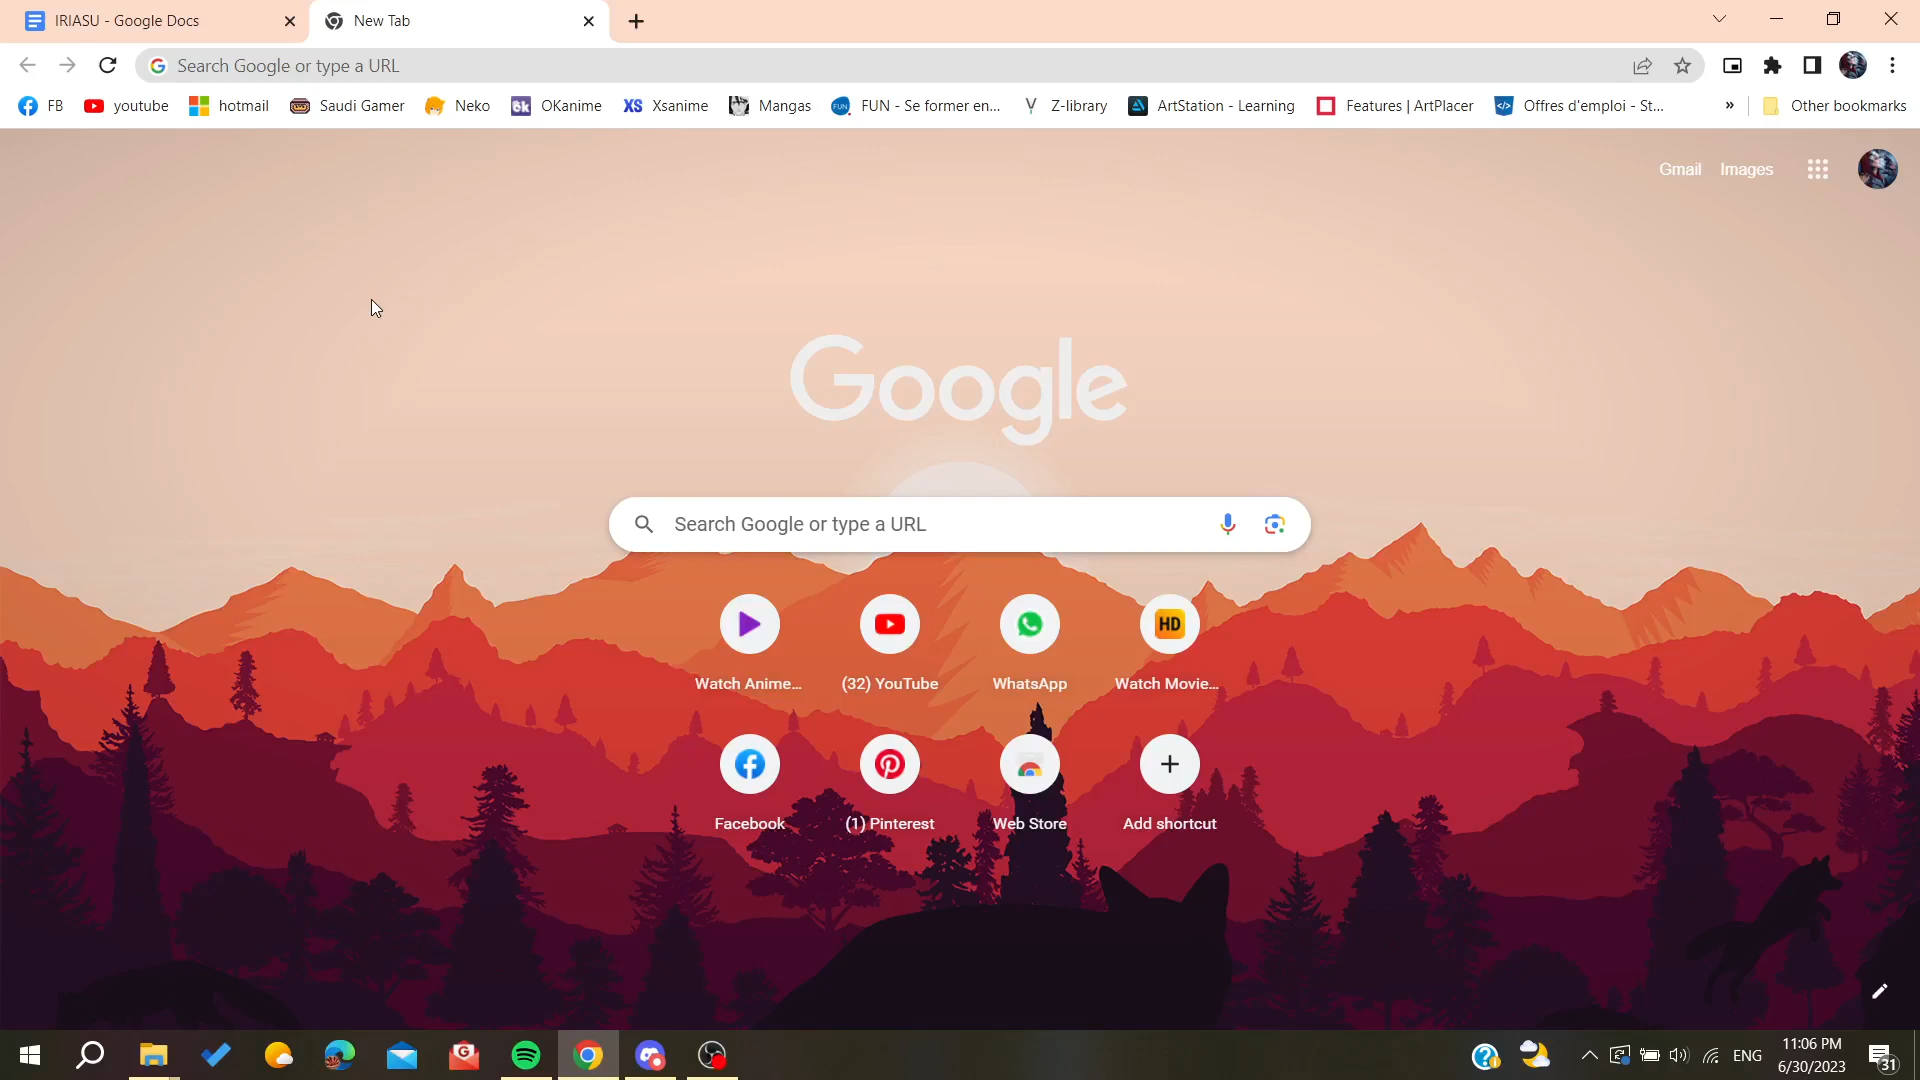 IRIASU - Google Docs
New Tab
Search Google or type a URL
FB
youtube
hotmail
Saudi Gamer
Neko
OKanime
Xsanime
Mangas
FUN - Se former en...
Z-library
ArtStation - Learning
Features | ArtPlacer
Offres d'emploi - St...
»
Other bookmarks
Gmail
Images
Google
Search Google or type a URL
Watch Anime...
(32) YouTube
WhatsApp
HD
Watch Movie...
Facebook
(1) Pinterest
Web Store
Add shortcut
ENG
11:06 PM
6/30/2023
31